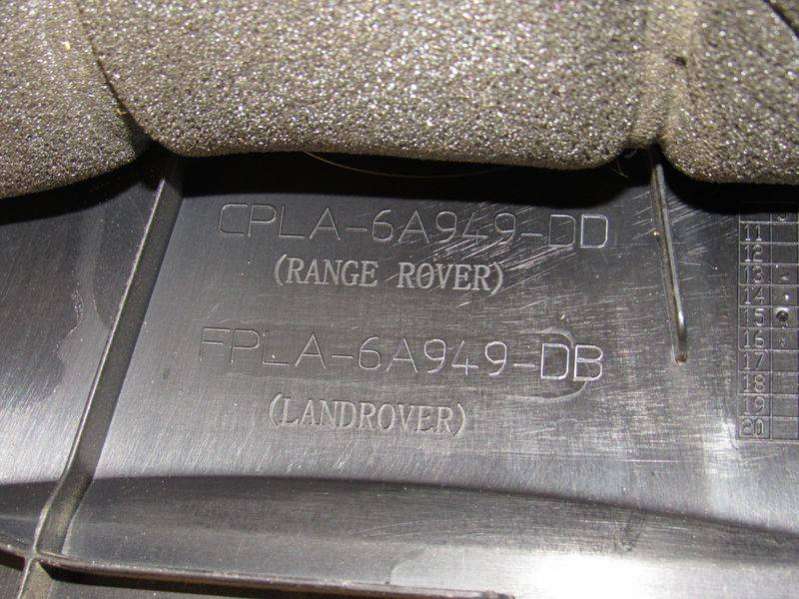 CPLA-6A949-DD
(RANGE ROVER)
FPLA-6A949-DB
(LANDROVER)
11
12
13
14
15
16
17
18
19
20